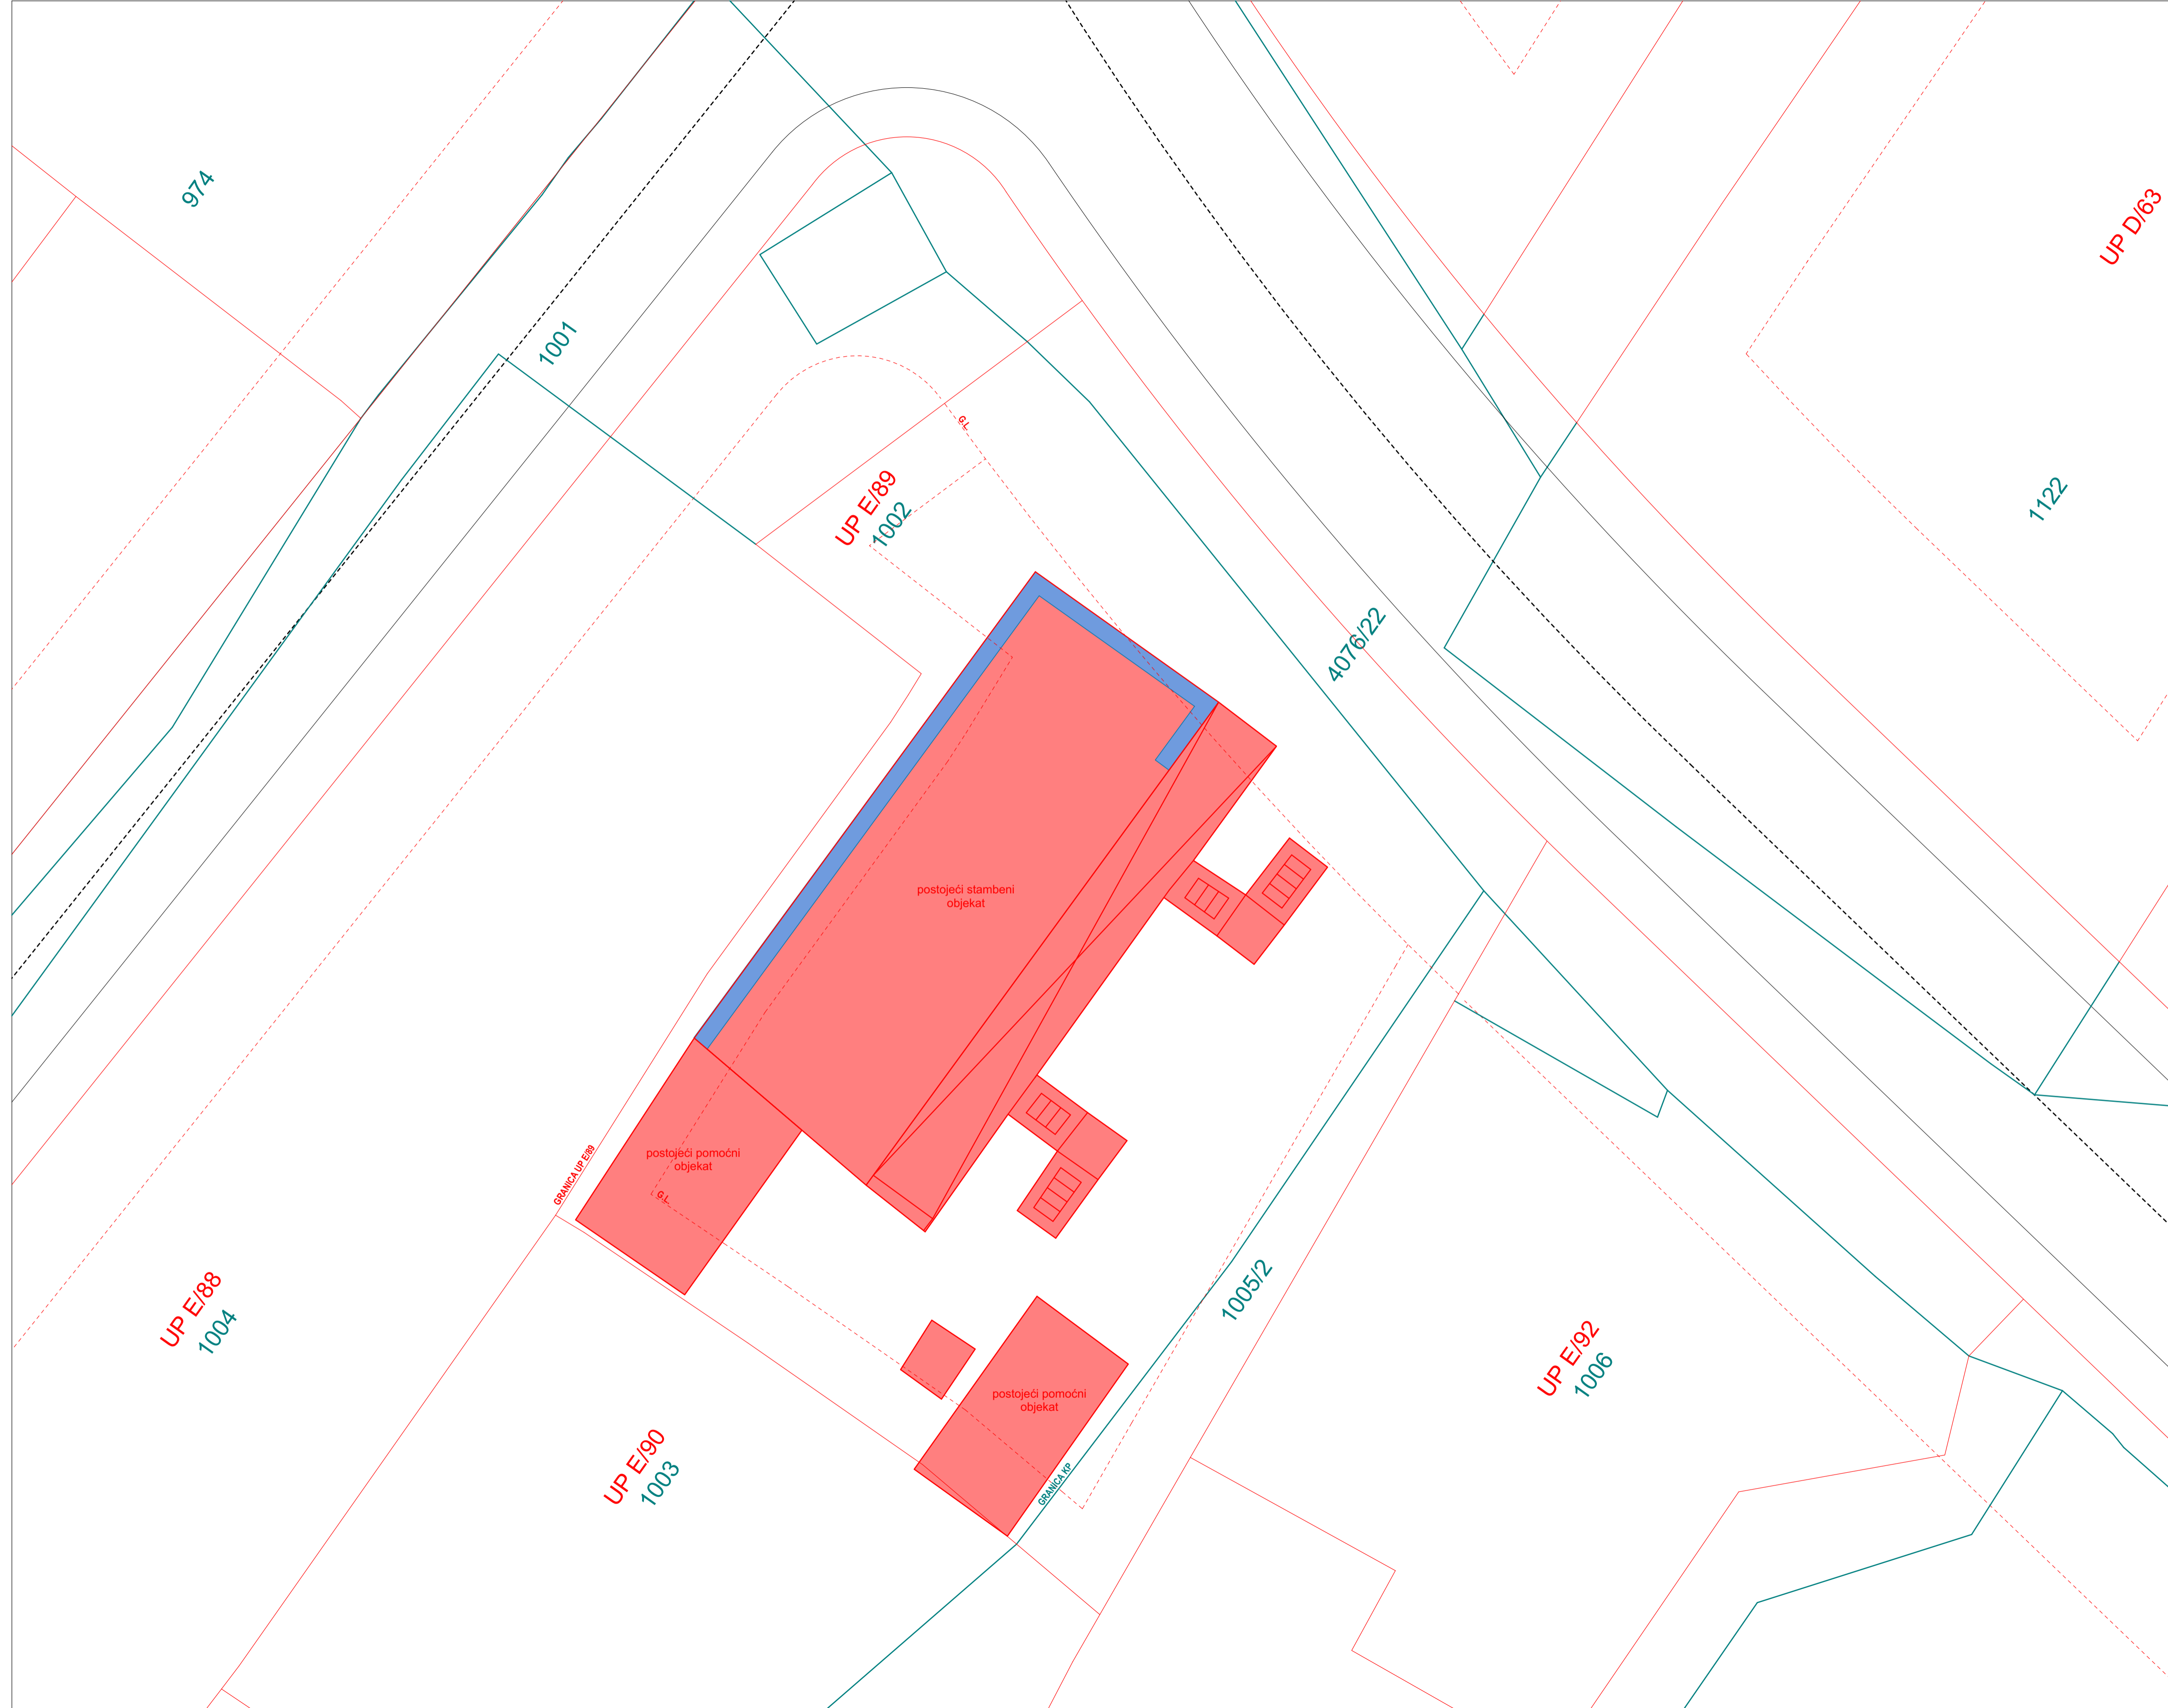 974
UP D/63
1001
G.L.
UP E/89
1002
1122
4076/22
postojeći stambeni
objekat
GRANICA UP E/89
postojeći pomoćni
objekat
G.L.
UP E/88
1004
1005/2
UP E/92
1006
postojeći pomoćni
objekat
UP E/90
1003
GRANICA KP